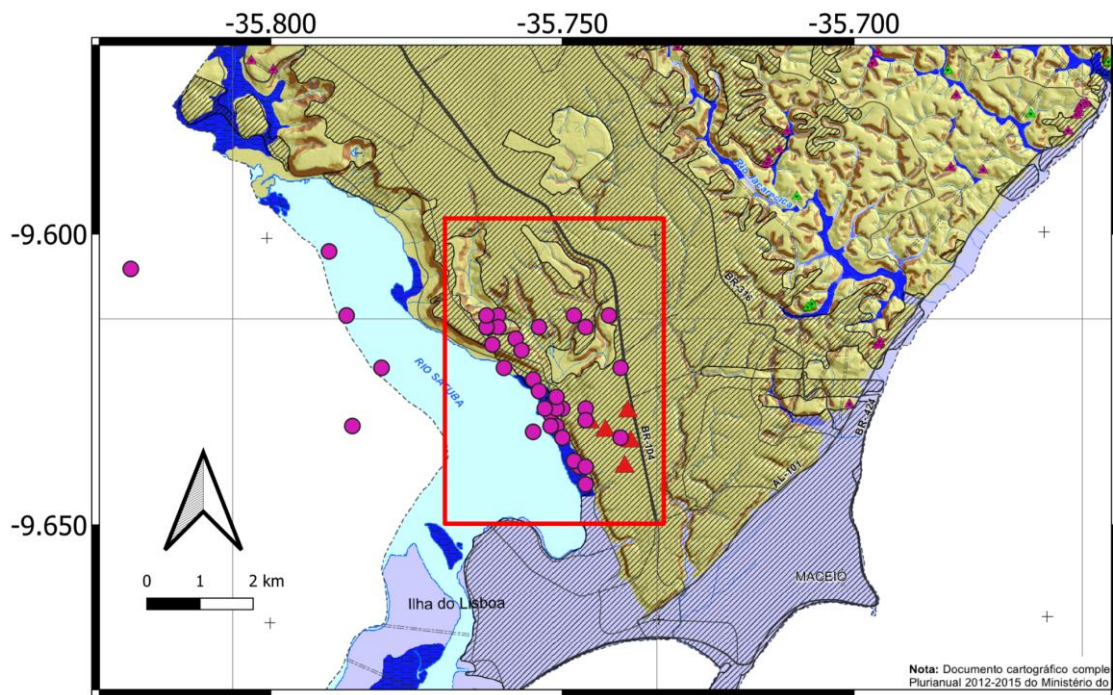 -35.800
-35.750
-35.700
-9.600
-9.650
BR-316
RIO SATUBA
BR-104
BR-424
AL-101
0 1 2 km
Ilha do Lisboa
MACEIÓ
Nota: Documento cartográfico comple
Plurianual 2012-2015 do Ministério do